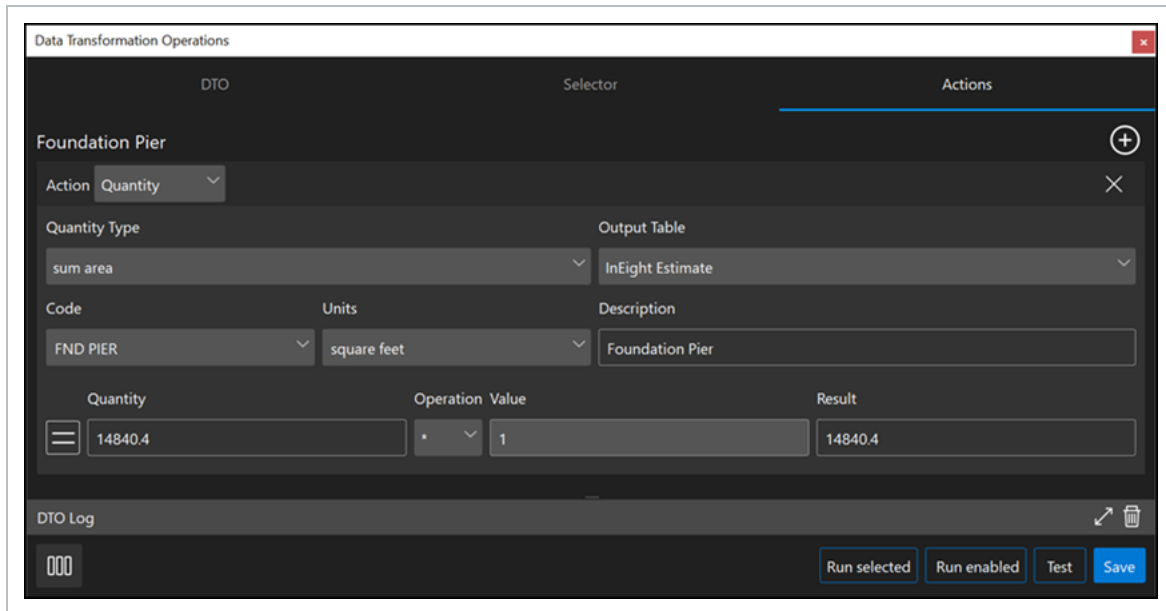 Data Transformation Operations
DTO Selector Actions
Foundation Pier
Action Quantity
Quantity Type Output Table
sum area InEight Estimate
Code Units Description
FND PIER square feet Foundation Pier
Quantity Operation Value Result
14840.4 * 1 14840.4
DTO Log
Run selected Run enabled Test Save